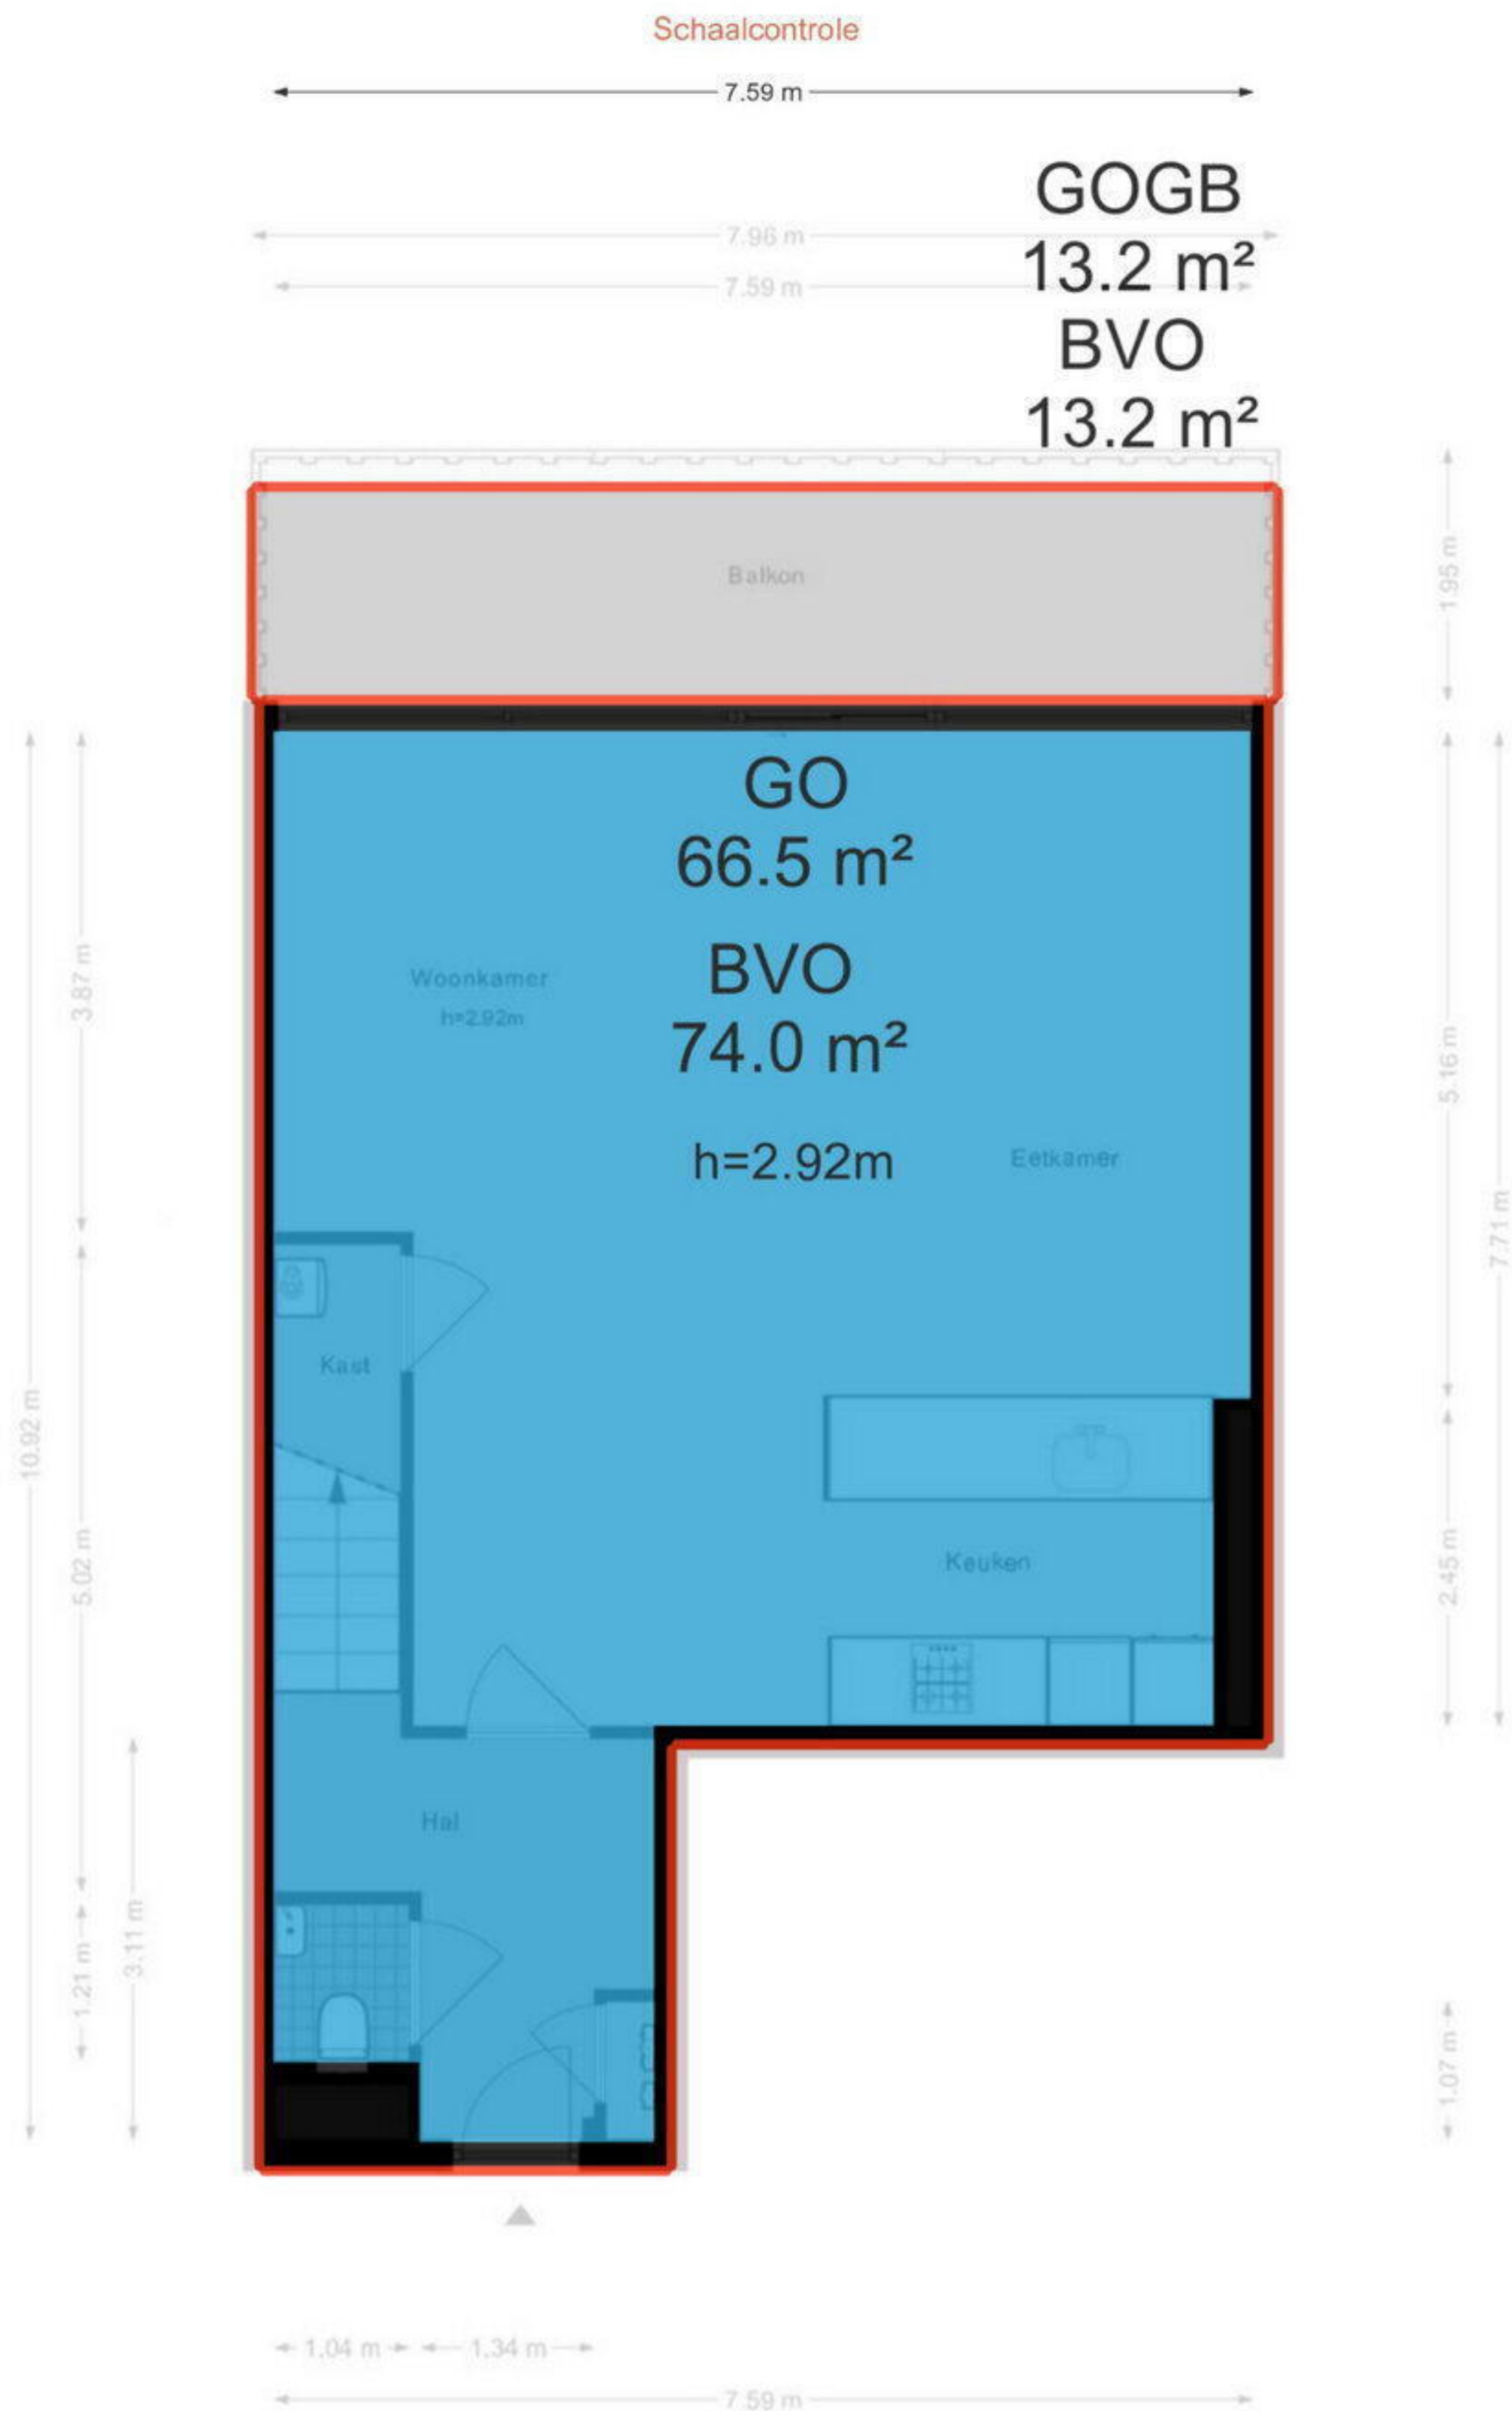 Schaalcontrole
7.59 m
GOGB
7.96 m
13.2 m²
7.59 m
BVO
13.2 m²
1.95 m
Balkon
GO
66.5 m²
3.87 m
Woonkamer
BVO
h=2.92m
74.0 m²
5.16 m
h=2.92m
Eetkamer
7.71 m
Kast
10.92 m
5.02 m
Keuken
2.45 m
Hal
3.11 m
1.21 m
1.07 m
1.04 m
1.34 m
7.59 m